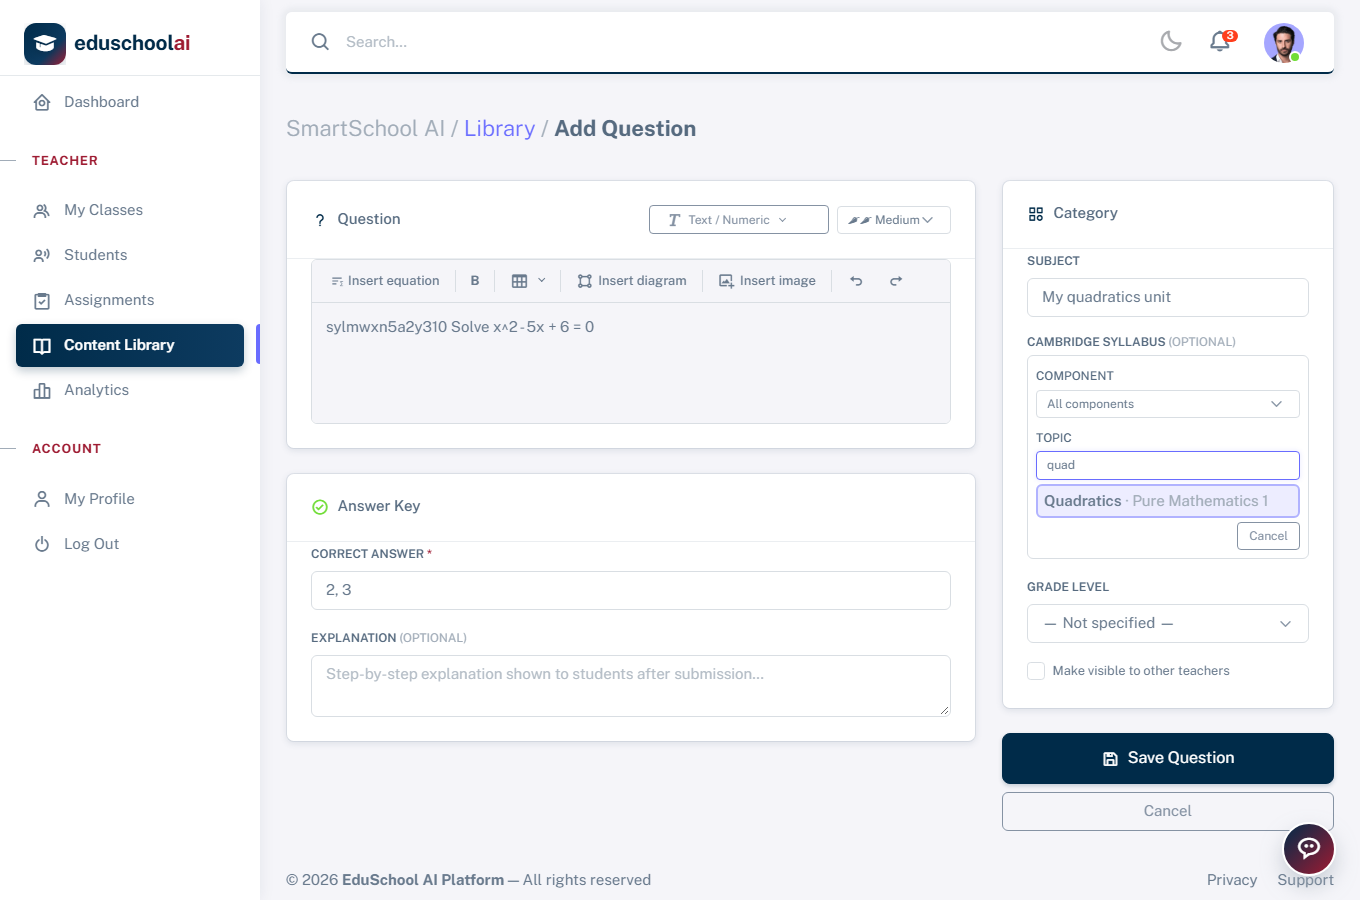 eduschoolai
Search...
3
Dashboard
SmartSchool AI / Library / Add Question
TEACHER
My Classes
Students
Assignments
Content Library
Analytics
ACCOUNT
My Profile
Log Out
? Question
T Text / Numeric
Medium
Insert equation
B
Insert diagram
Insert image
sylmwxn5a2y310 Solve x^2-5x + 6 = 0
Answer Key
CORRECT ANSWER *
2, 3
EXPLANATION (OPTIONAL)
Step-by-step explanation shown to students after submission...
Category
SUBJECT
My quadratics unit
CAMBRIDGE SYLLABUS (OPTIONAL)
COMPONENT
All components
TOPIC
quad
Quadratics · Pure Mathematics 1
Cancel
GRADE LEVEL
— Not specified —
Make visible to other teachers
Save Question
Cancel
© 2026 EduSchool AI Platform — All rights reserved
Privacy
Support